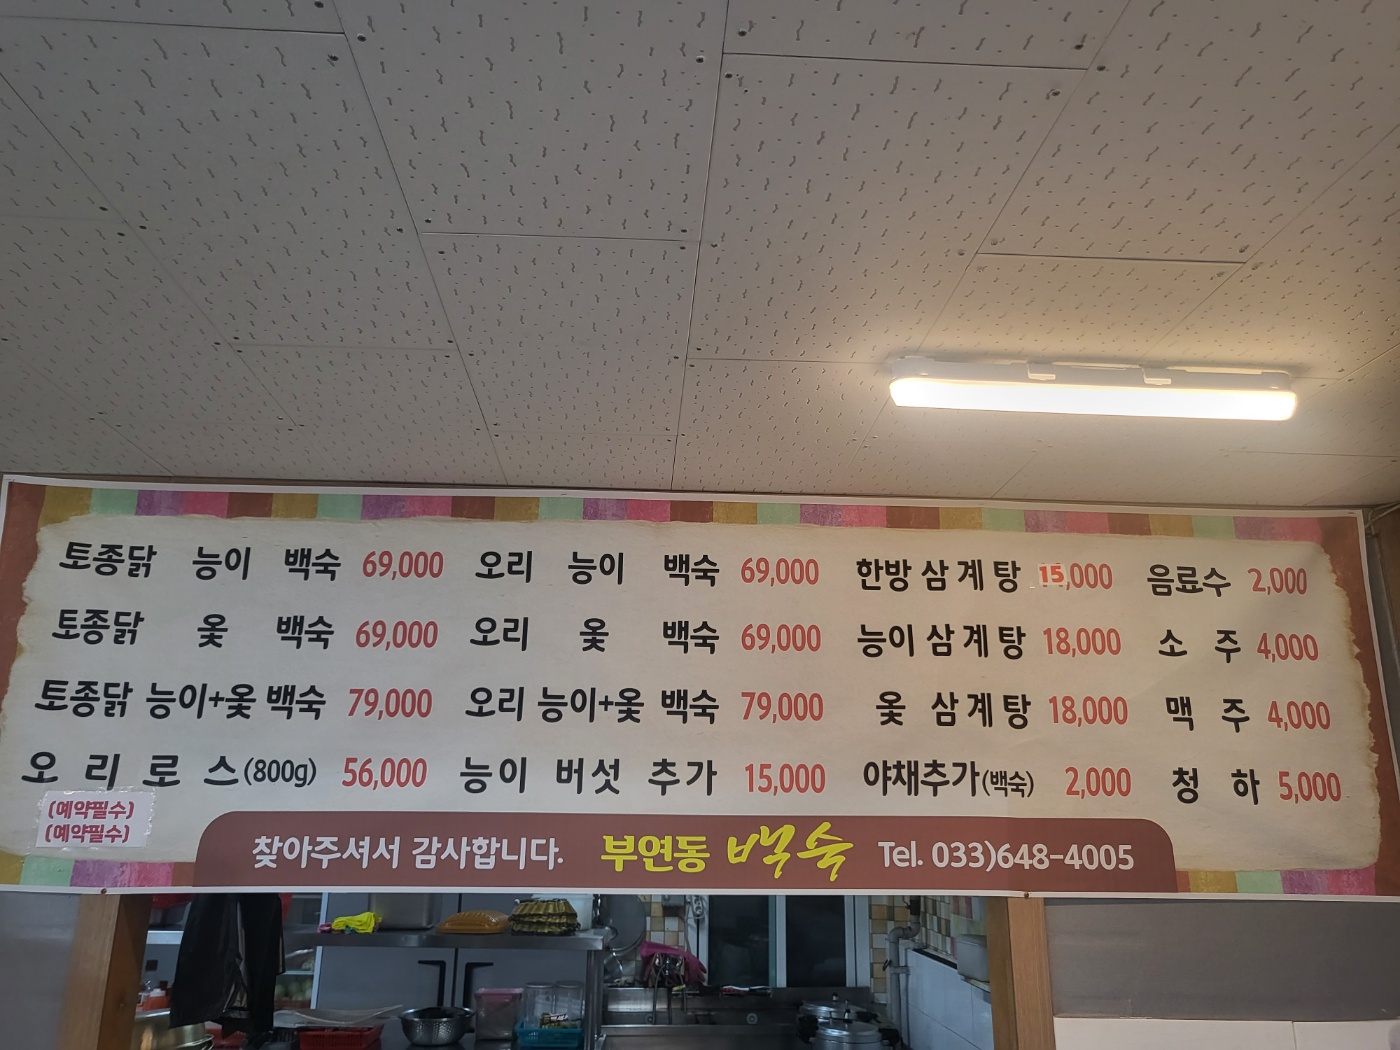 토종닭 능이 백숙 69,000 오리 능이 백숙 69,000 한방 삼계탕 15,000 음료수 2,000
토종닭 옻 백숙 69,000 오리 옻 백숙 69,000 능이 삼계탕 18,000 소주 4,000
토종닭 능이+옻 백숙 79,000 오리 능이+옻 백숙 79,000 옻 삼계탕 18,000 맥주 4,000
오리로스(800g) 56,000 능이 버섯 추가 15,000 야채추가(백숙) 2,000 청하 5,000
(예약필수)
(예약필수)
찾아주셔서 감사합니다. 부연동 백숙 Tel. 033)648-4005